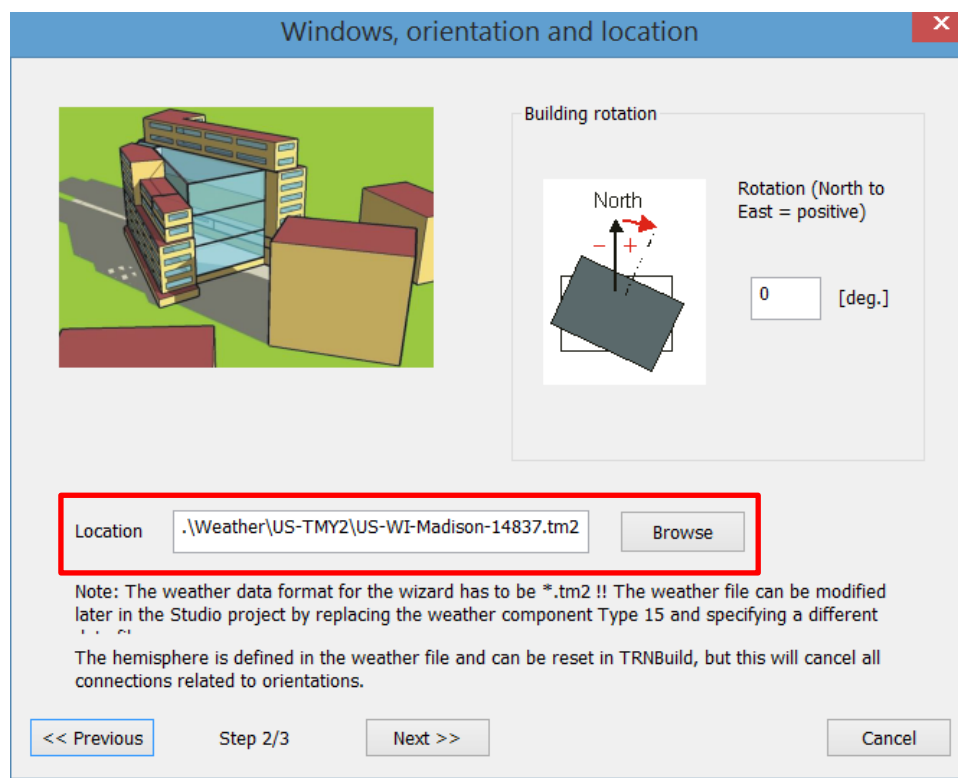 Windows, orientation and location
X
Building rotation
North
- +
Rotation (North to
East = positive)
0 [deg.]
Location .\Weather\US-TMY2\US-WI-Madison-14837.tm2 Browse
Note: The weather data format for the wizard has to be *.tm2 !! The weather file can be modified
later in the Studio project by replacing the weather component Type 15 and specifying a different
The hemisphere is defined in the weather file and can be reset in TRNBuild, but this will cancel all
connections related to orientations.
<< Previous Step 2/3 Next >> Cancel